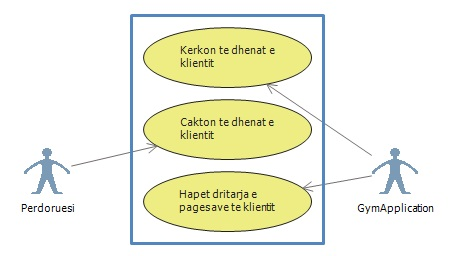 Kerkon te dhenat e
klientit
Cakton te dhenat e
klientit
Hapet dritarja e
pagesave te klientit
Perdoruesi
GymApplication